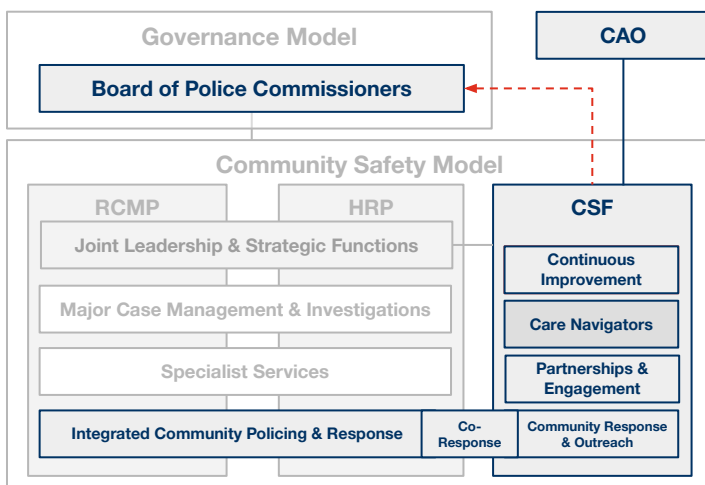 Governance Model
CAO
Board of Police Commissioners
Community Safety Model
RCMP
HRP
CSF
Joint Leadership & Strategic Functions
Continuous
Improvement
Major Case Management & Investigations
Care Navigators
Specialist Services
Partnerships &
Engagement
Integrated Community Policing & Response
Co-
Response
Community Response
& Outreach